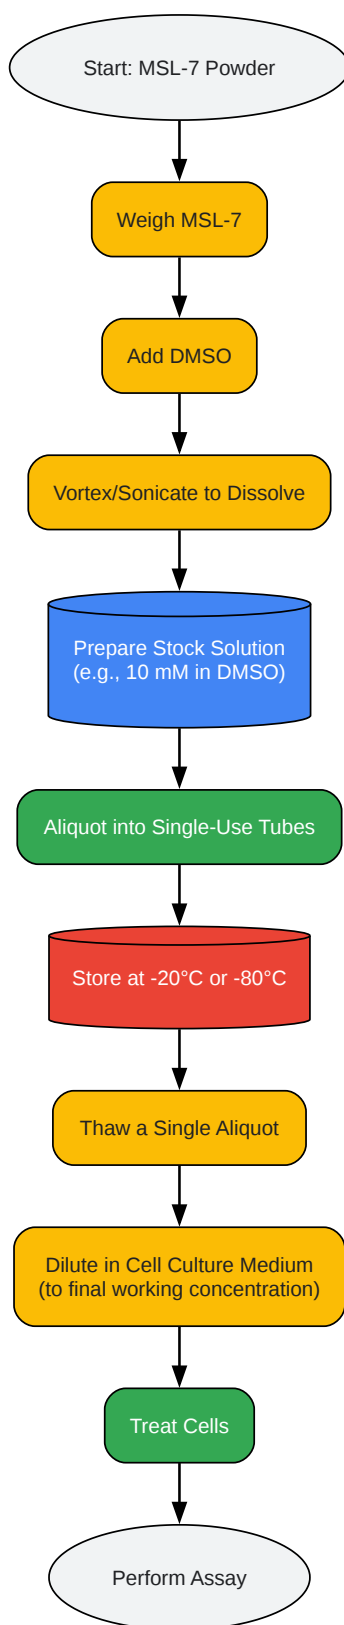 Start: MSL-7 Powder
Weigh MSL-7
Add DMSO
Vortex/Sonicate to Dissolve
Prepare Stock Solution
(e.g., 10 mM in DMSO)
Aliquot into Single-Use Tubes
Store at -20°C or -80°C
Thaw a Single Aliquot
Dilute in Cell Culture Medium
(to final working concentration)
Treat Cells
Perform Assay